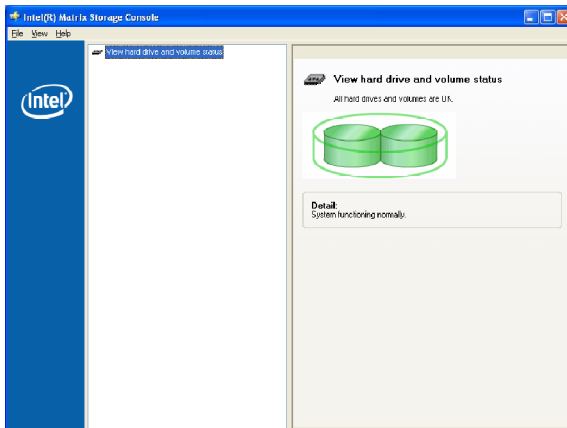 Intel(R) Matrix Storage Console
File View Help
View hard drive and volume status
intel
View hard drive and volume status
All hard drives and volumes are OK.
Detail:
System functioning normally.